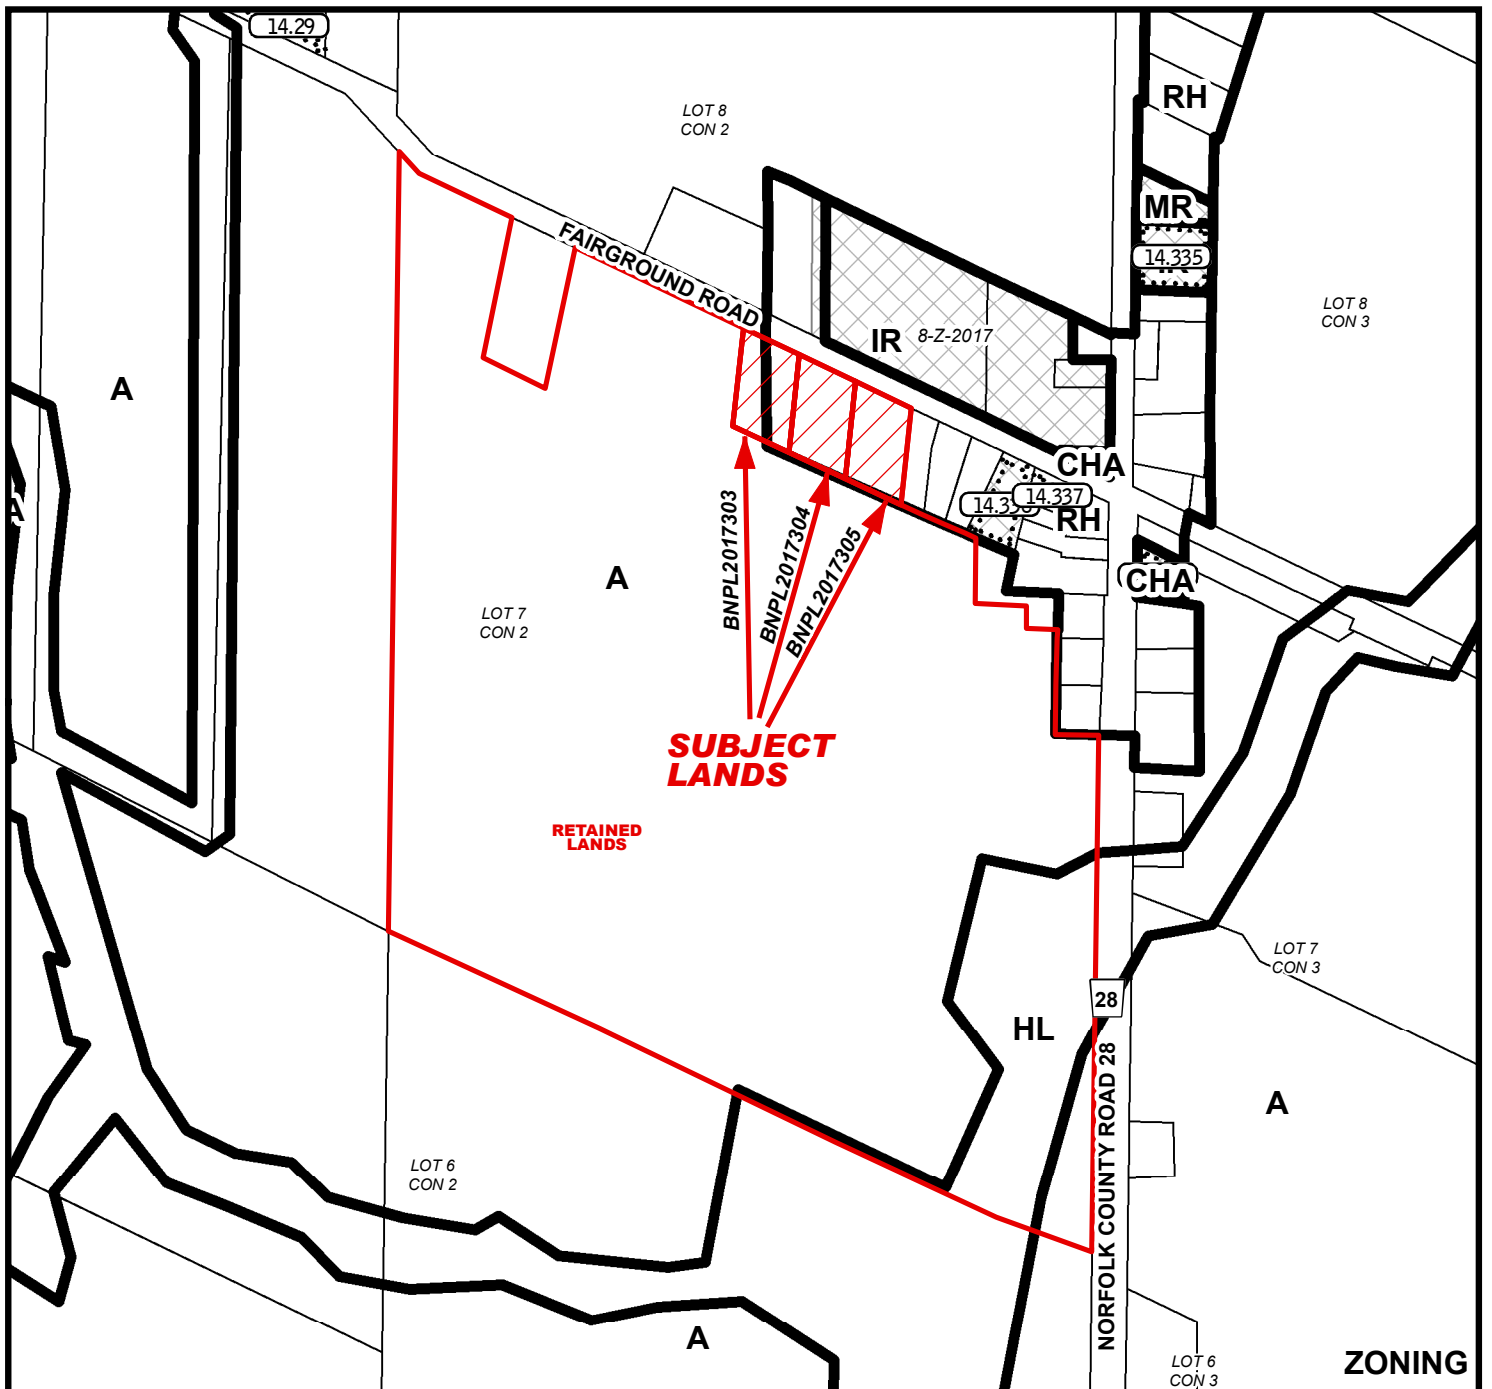 14.29
LOT 8
CON 2
RH
MR
14.335
LOT 8
CON 3
FAIRGROUND ROAD
IR
8-Z-2017
A
CHA
14.337
RH
A
CHA
BNPL2017303
BNPL2017304
BNPL2017305
A
LOT 7
CON 2
SUBJECT
LANDS
RETAINED
LANDS
LOT 7
CON 3
28
HL
NORFOLK COUNTY ROAD 28
A
LOT 6
CON 2
A
LOT 6
CON 3
ZONING